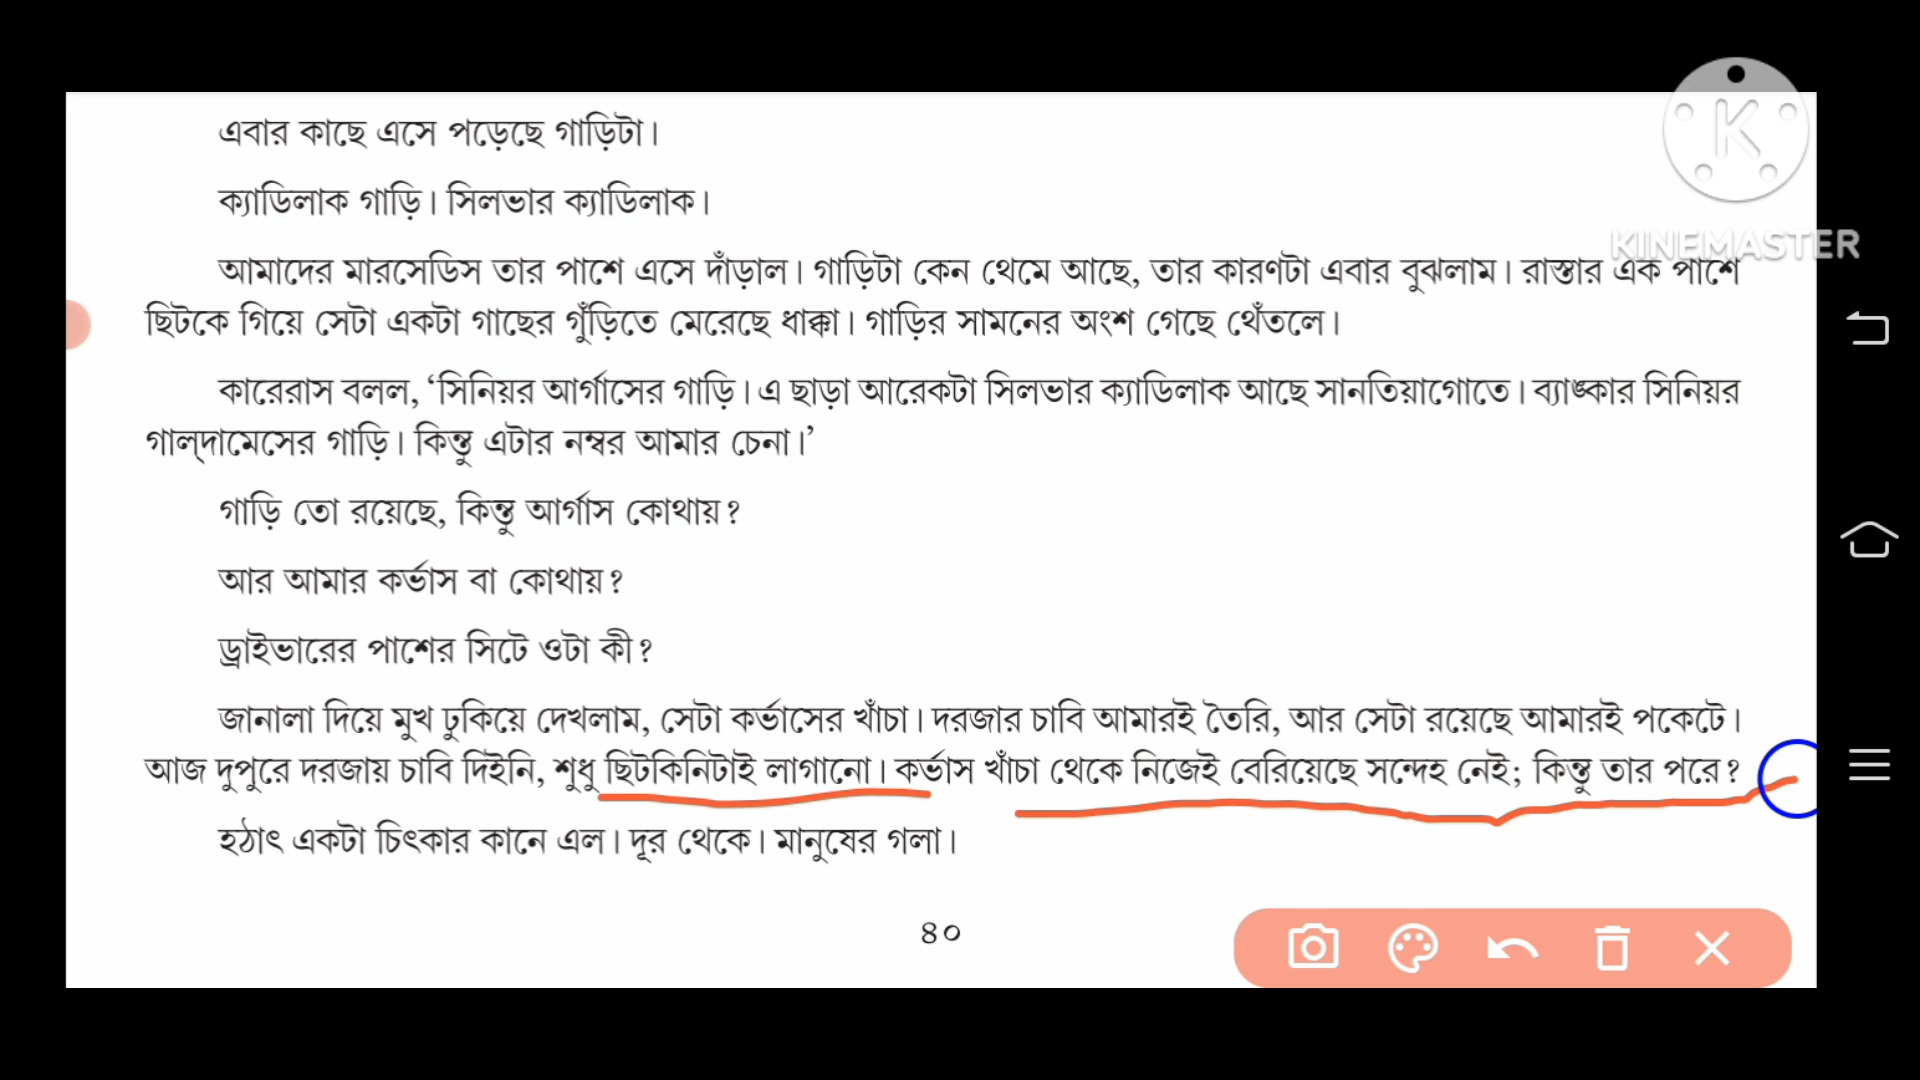 এবার কাছে এসে পড়েছে গাড়িটা।
ক্যাডিলাক গাড়ি। সিলভার ক্যাডিলাক।
K
KINEMASTER
আমাদের মারসেডিস তার পাশে এসে দাঁড়াল। গাড়িটা কেন থেমে আছে, তার কারণটা এবার বুঝলাম। রাস্তার এক পাশে
ছিটকে গিয়ে সেটা একটা গাছের গুঁড়িতে মেরেছে ধাক্কা। গাড়ির সামনের অংশ গেছে থেঁতলে।
কারেরাস বলল, ‘সিনিয়র আর্গাসের গাড়ি। এ ছাড়া আরেকটা সিলভার ক্যাডিলাক আছে সানতিয়াগোতে। ব্যাঙ্কার সিনিয়র
গাল্‌দামেসের গাড়ি। কিন্তু এটার নম্বর আমার চেনা।’
গাড়ি তো রয়েছে, কিন্তু আর্গাস কোথায়?
আর আমার কর্ভাস বা কোথায়?
ড্রাইভারের পাশের সিটে ওটা কী?
জানালা দিয়ে মুখ ঢুকিয়ে দেখলাম, সেটা কর্ভাসের খাঁচা। দরজার চাবি আমারই তৈরি, আর সেটা রয়েছে আমারই পকেটে।
আজ দুপুরে দরজায় চাবি দিইনি, শুধু ছিটকিনিটাই লাগানো। কর্ভাস খাঁচা থেকে নিজেই বেরিয়েছে সন্দেহ নেই; কিন্তু তার পরে?
হঠাৎ একটা চিৎকার কানে এল। দূর থেকে। মানুষের গলা।
৪০